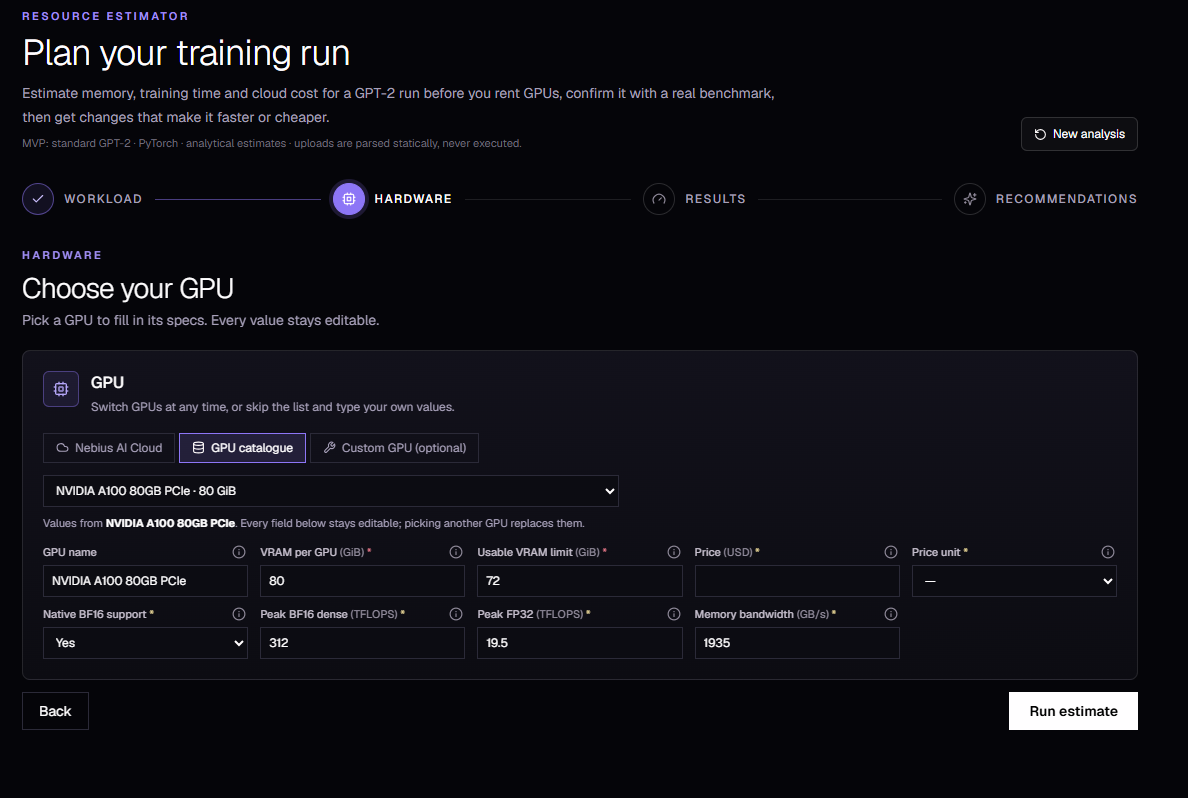 RESOURCE ESTIMATOR
Plan your training run
Estimate memory, training time and cloud cost for a GPT-2 run before you rent GPUs, confirm it with a real benchmark,
then get changes that make it faster or cheaper.
MVP: standard GPT-2 · PyTorch · analytical estimates · uploads are parsed statically, never executed.
New analysis
WORKLOAD
HARDWARE
RESULTS
RECOMMENDATIONS
HARDWARE
Choose your GPU
Pick a GPU to fill in its specs. Every value stays editable.
GPU
Switch GPUs at any time, or skip the list and type your own values.
Nebius AI Cloud
GPU catalogue
Custom GPU (optional)
NVIDIA A100 80GB PCIe · 80 GiB
Values from NVIDIA A100 80GB PCIe. Every field below stays editable; picking another GPU replaces them.
GPU name
VRAM per GPU (GiB) *
Usable VRAM limit (GiB) *
Price (USD) *
Price unit *
NVIDIA A100 80GB PCIe
80
72
—
Native BF16 support *
Peak BF16 dense (TFLOPS) *
Peak FP32 (TFLOPS) *
Memory bandwidth (GB/s) *
Yes
312
19.5
1935
Back
Run estimate